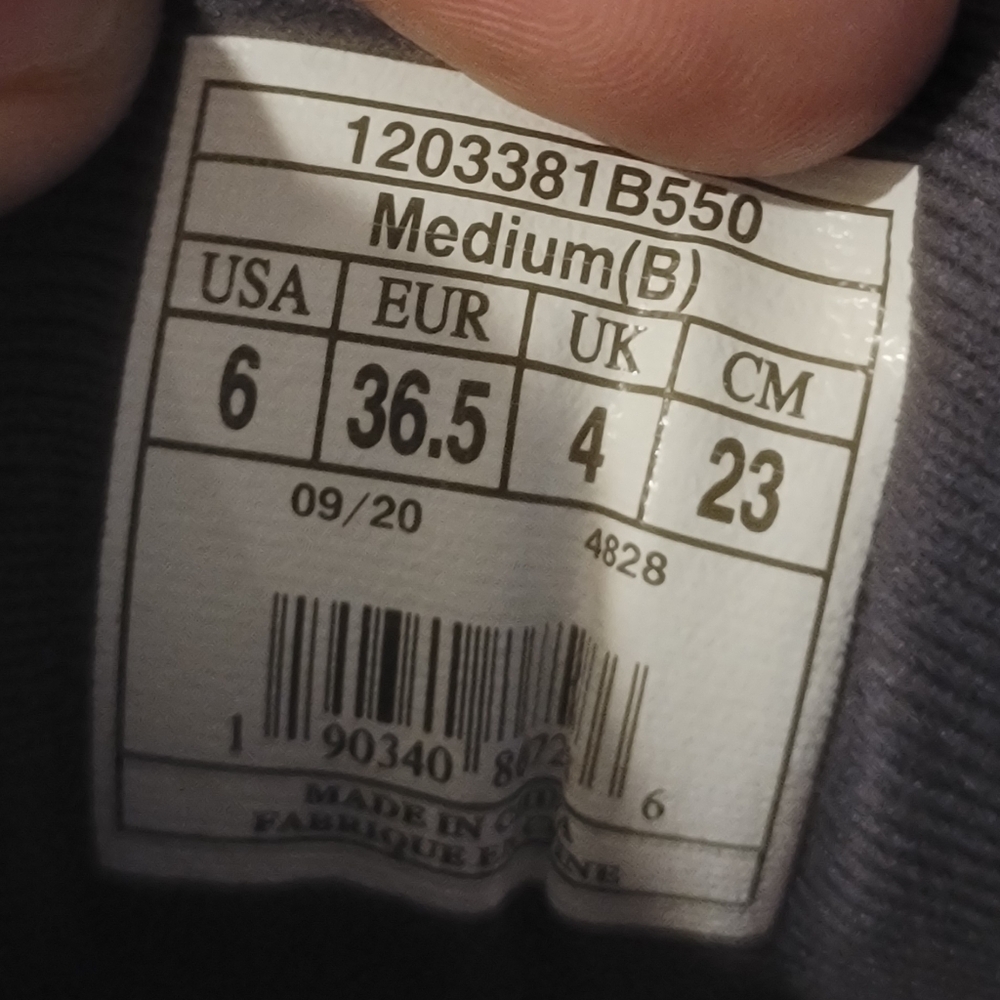 1203381B550
Medium(B)
USA EUR UK CM
6 36.5 4 23
09/20
4828
1 90340 6
MADE IN
FABRIQUE